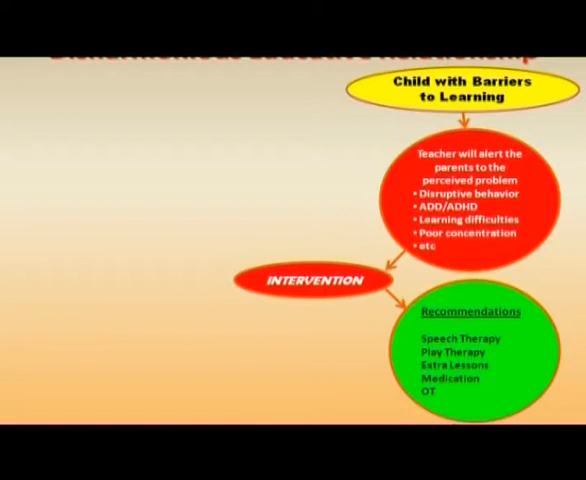 Child with Barriers
to Learning
Teacher will alert the
parents to the
perceived problem
• Disruptive behavior
• ADD/ADHD
• Learning difficulties
• Poor concentration
• etc
INTERVENTION
Recommendations
Speech Therapy
Play Therapy
Extra Lessons
Medication
OT